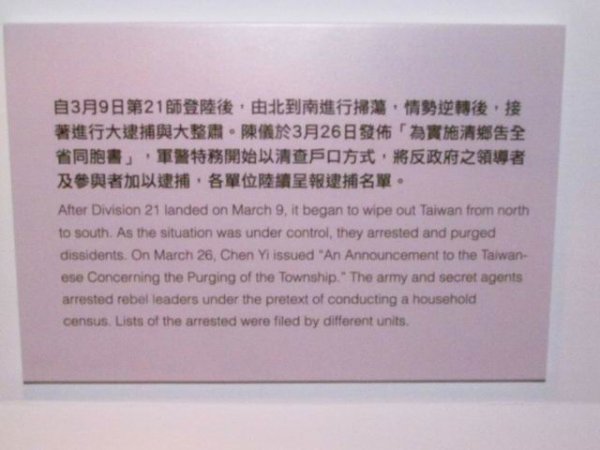 自3月9日第21師登陸後，由北到南進行掃蕩，情勢逆轉後，接
著進行大逮捕與大整肅。陳儀於3月26日發佈「為實施清鄉告全
省同胞書」，軍警特務開始以清查戶口方式，將反政府之領導者
及參與者加以逮捕，各單位陸續呈報逮捕名單。
After Division 21 landed on March 9, it began to wipe out Taiwan from north
to south. As the situation was under control, they arrested and purged
dissidents. On March 26, Chen Yi issued “An Announcement to the Taiwan-
ese Concerning the Purging of the Township.” The army and secret agents
arrested rebel leaders under the pretext of conducting a household
census. Lists of the arrested were filed by different units.